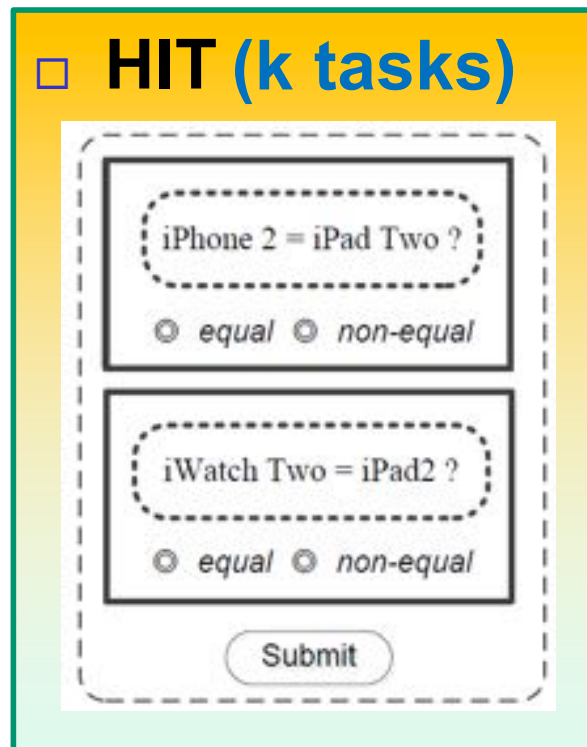 HIT (k tasks)
iPhone 2 = iPad Two ?
equal non-equal
iWatch Two = iPad2 ?
equal non-equal
Submit